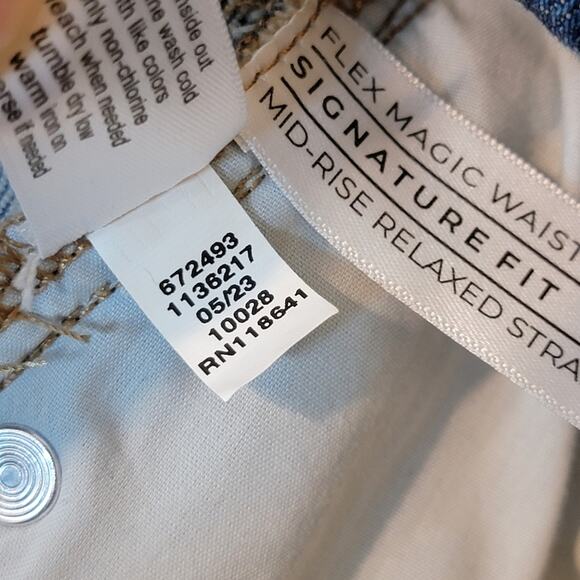 inside out
wash cold
with like colors
only non-chlorine
bleach when needed
tumble dry low
warm iron on
if needed
672493
1136217
05/23
10028
RN118641
FLEX MAGIC WAIST
SIGNATURE FIT
MID-RISE RELAXED STRA